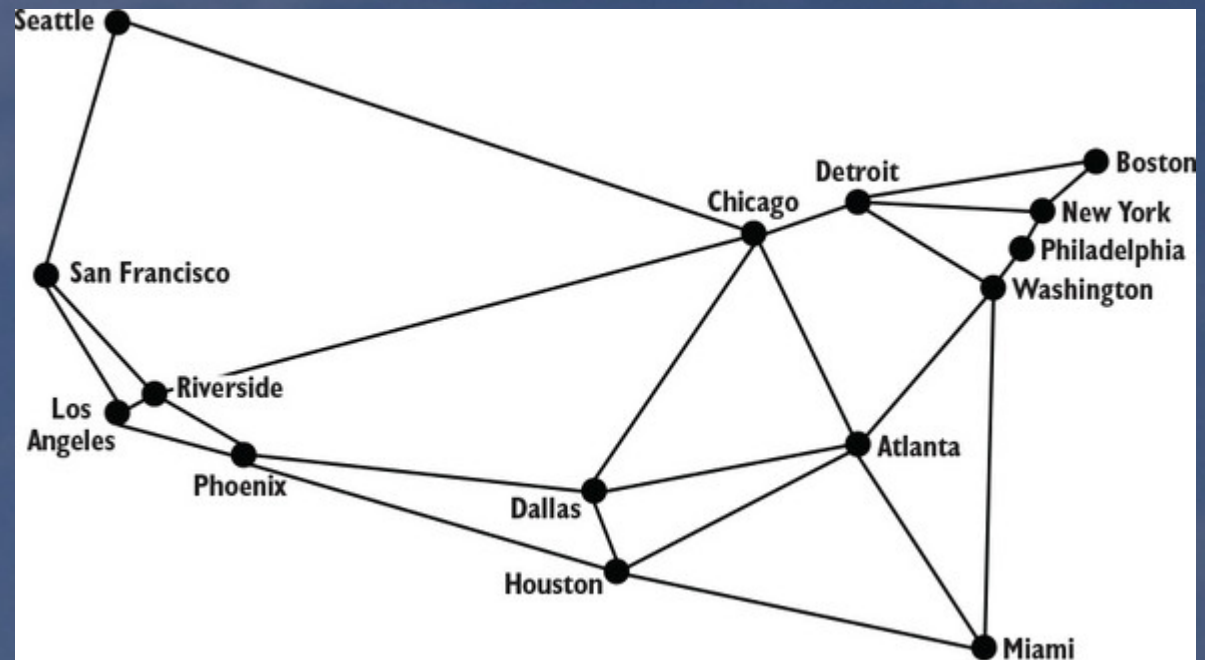 Seattle
Boston
Detroit
Chicago
New York
Philadelphia
San Francisco
Washington
Riverside
Los
Angeles
Atlanta
Phoenix
Dallas
Houston
Miami